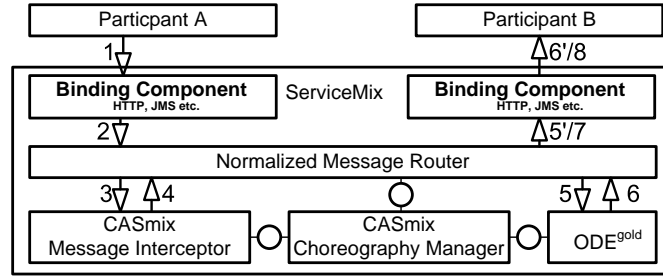 Particpant A
Participant B
1
6'/8
Binding Component
HTTP, JMS etc.
ServiceMix
Binding Component
HTTP, JMS etc.
2
5'/7
Normalized Message Router
3
4
5
6
CASmix
Message Interceptor
CASmix
Choreography Manager
ODEgold